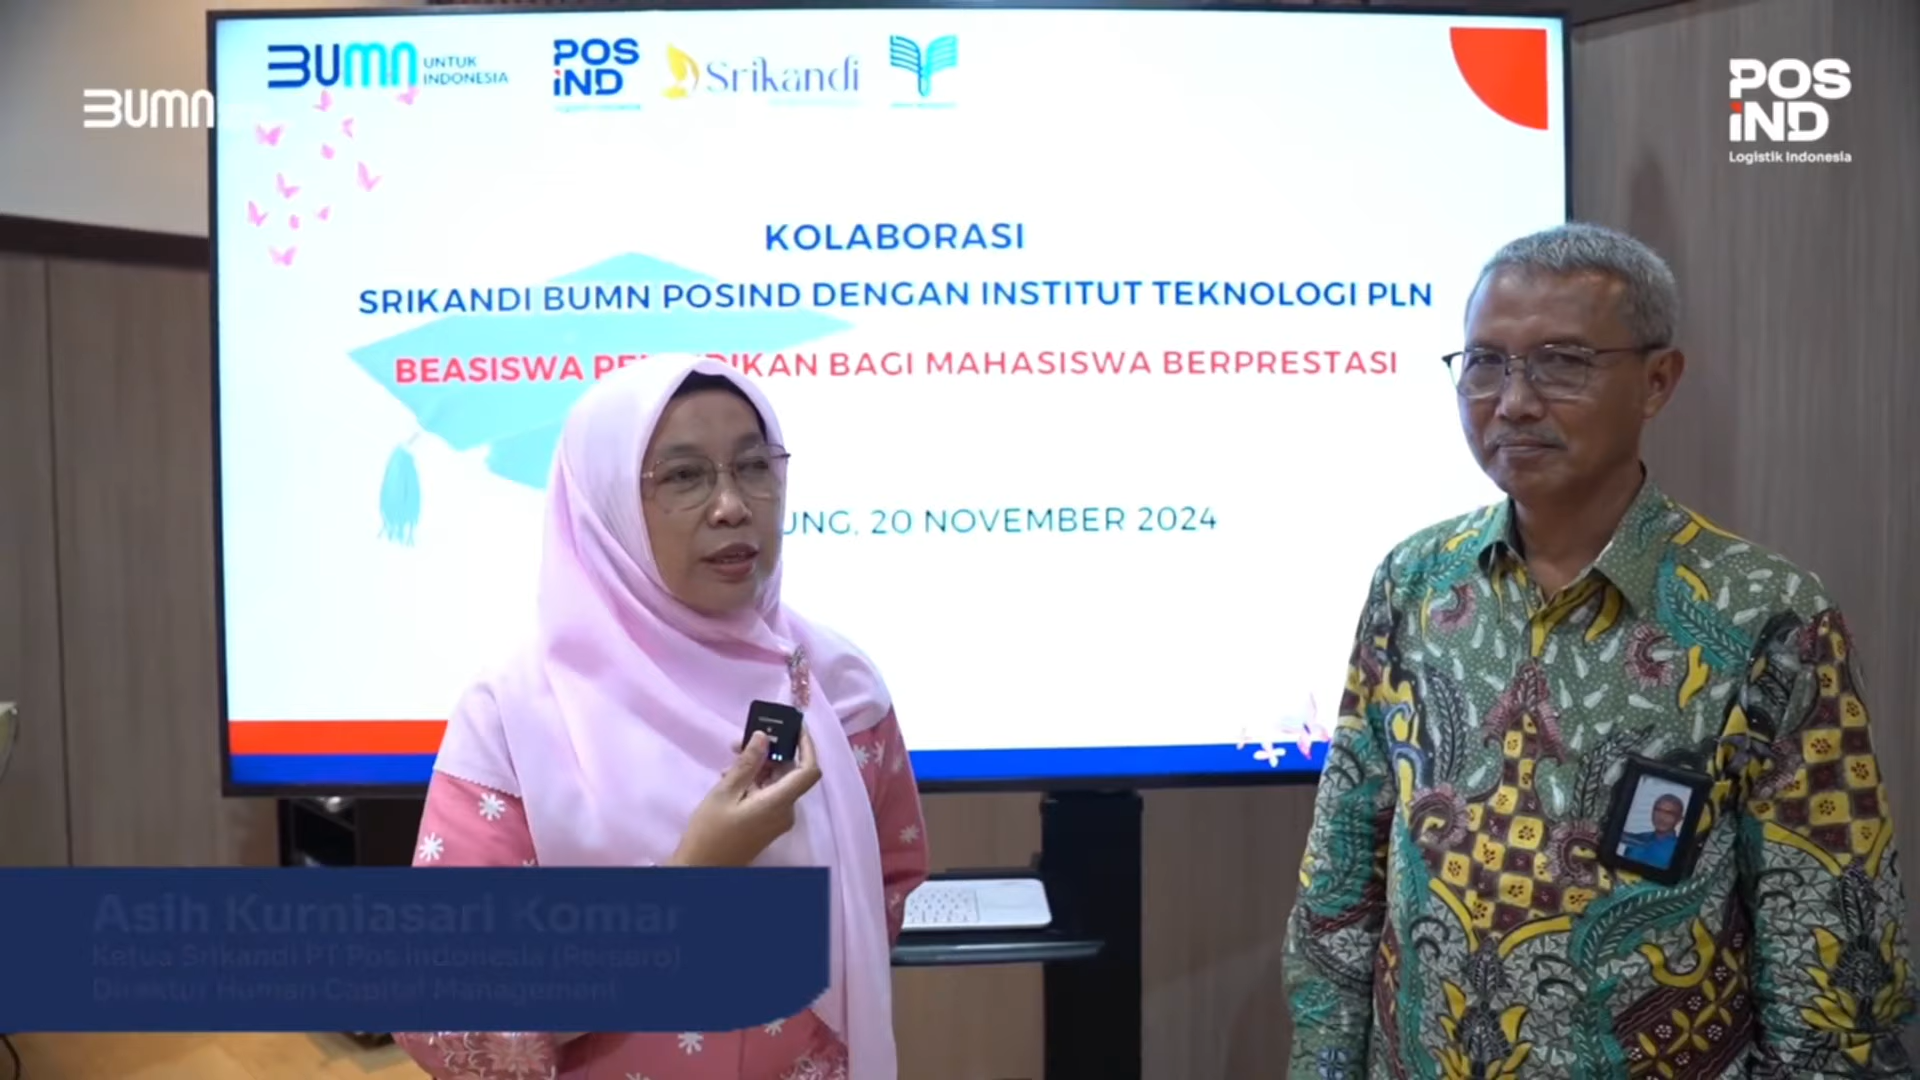 BUMN
BUMN UNTUK INDONESIA
POS IND
Srikandi
POS IND
Logistik Indonesia
KOLABORASI
SRIKANDI BUMN POSIND DENGAN INSTITUT TEKNOLOGI PLN
BEASISWA BAGI MAHASISWA BERPRESTASI
20 NOVEMBER 2024
Asih Kurniasari Komar
Ketua Srikandi PT Pos Indonesia (Persero)
Direktur Human Capital Management